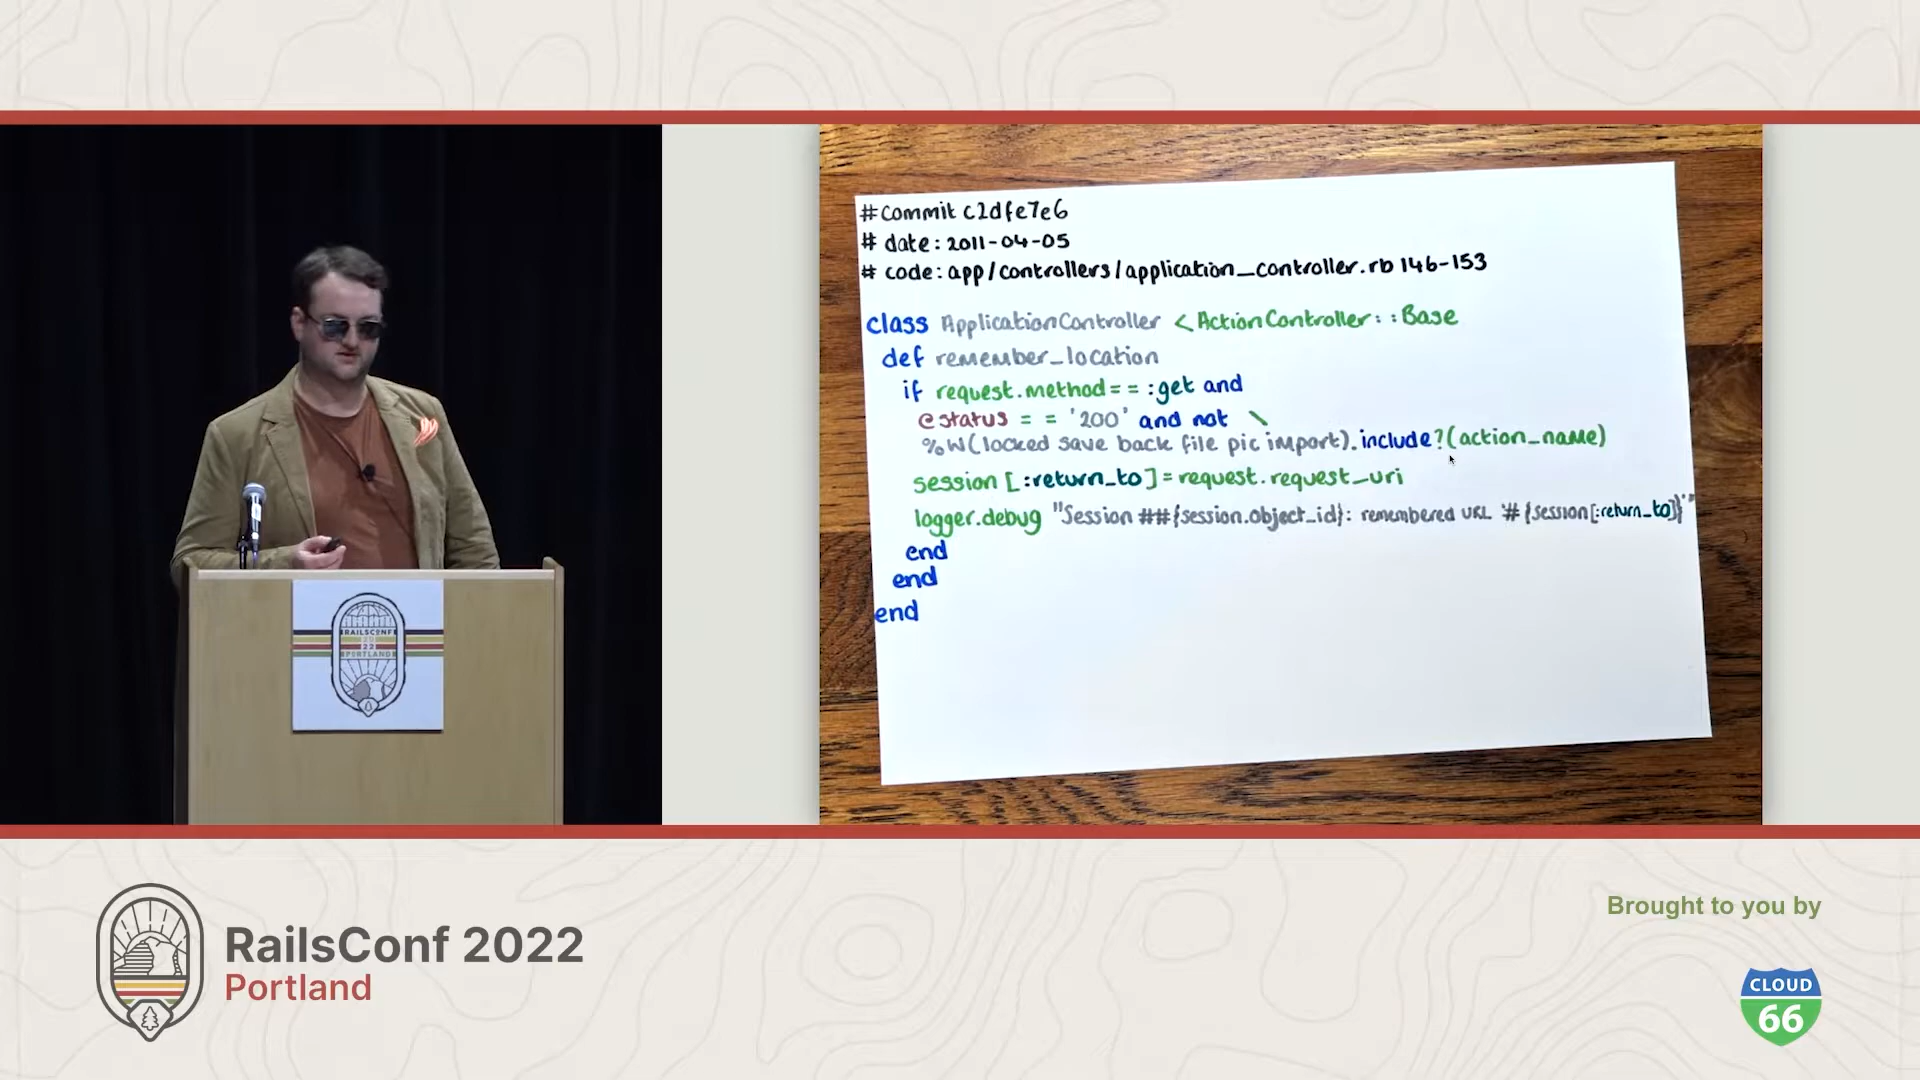 #commit c2dfe7e6
# date: 2011-04-05
# code: app/controllers/application_controller.rb 146-153
class ApplicationController < ActionController::Base
def remember_location
if request.method == :get and
@status == '200' and not \
%w(locked save back file pic import).include?(action_name)
session [:return_to] = request.request_uri
logger.debug "Session ##{session.object_id}: remembered URL '#{session[:return_to]}'"
end
end
end
RAILSCONF
20
22
PORTLAND
RailsConf 2022
Portland
Brought to you by
CLOUD
66